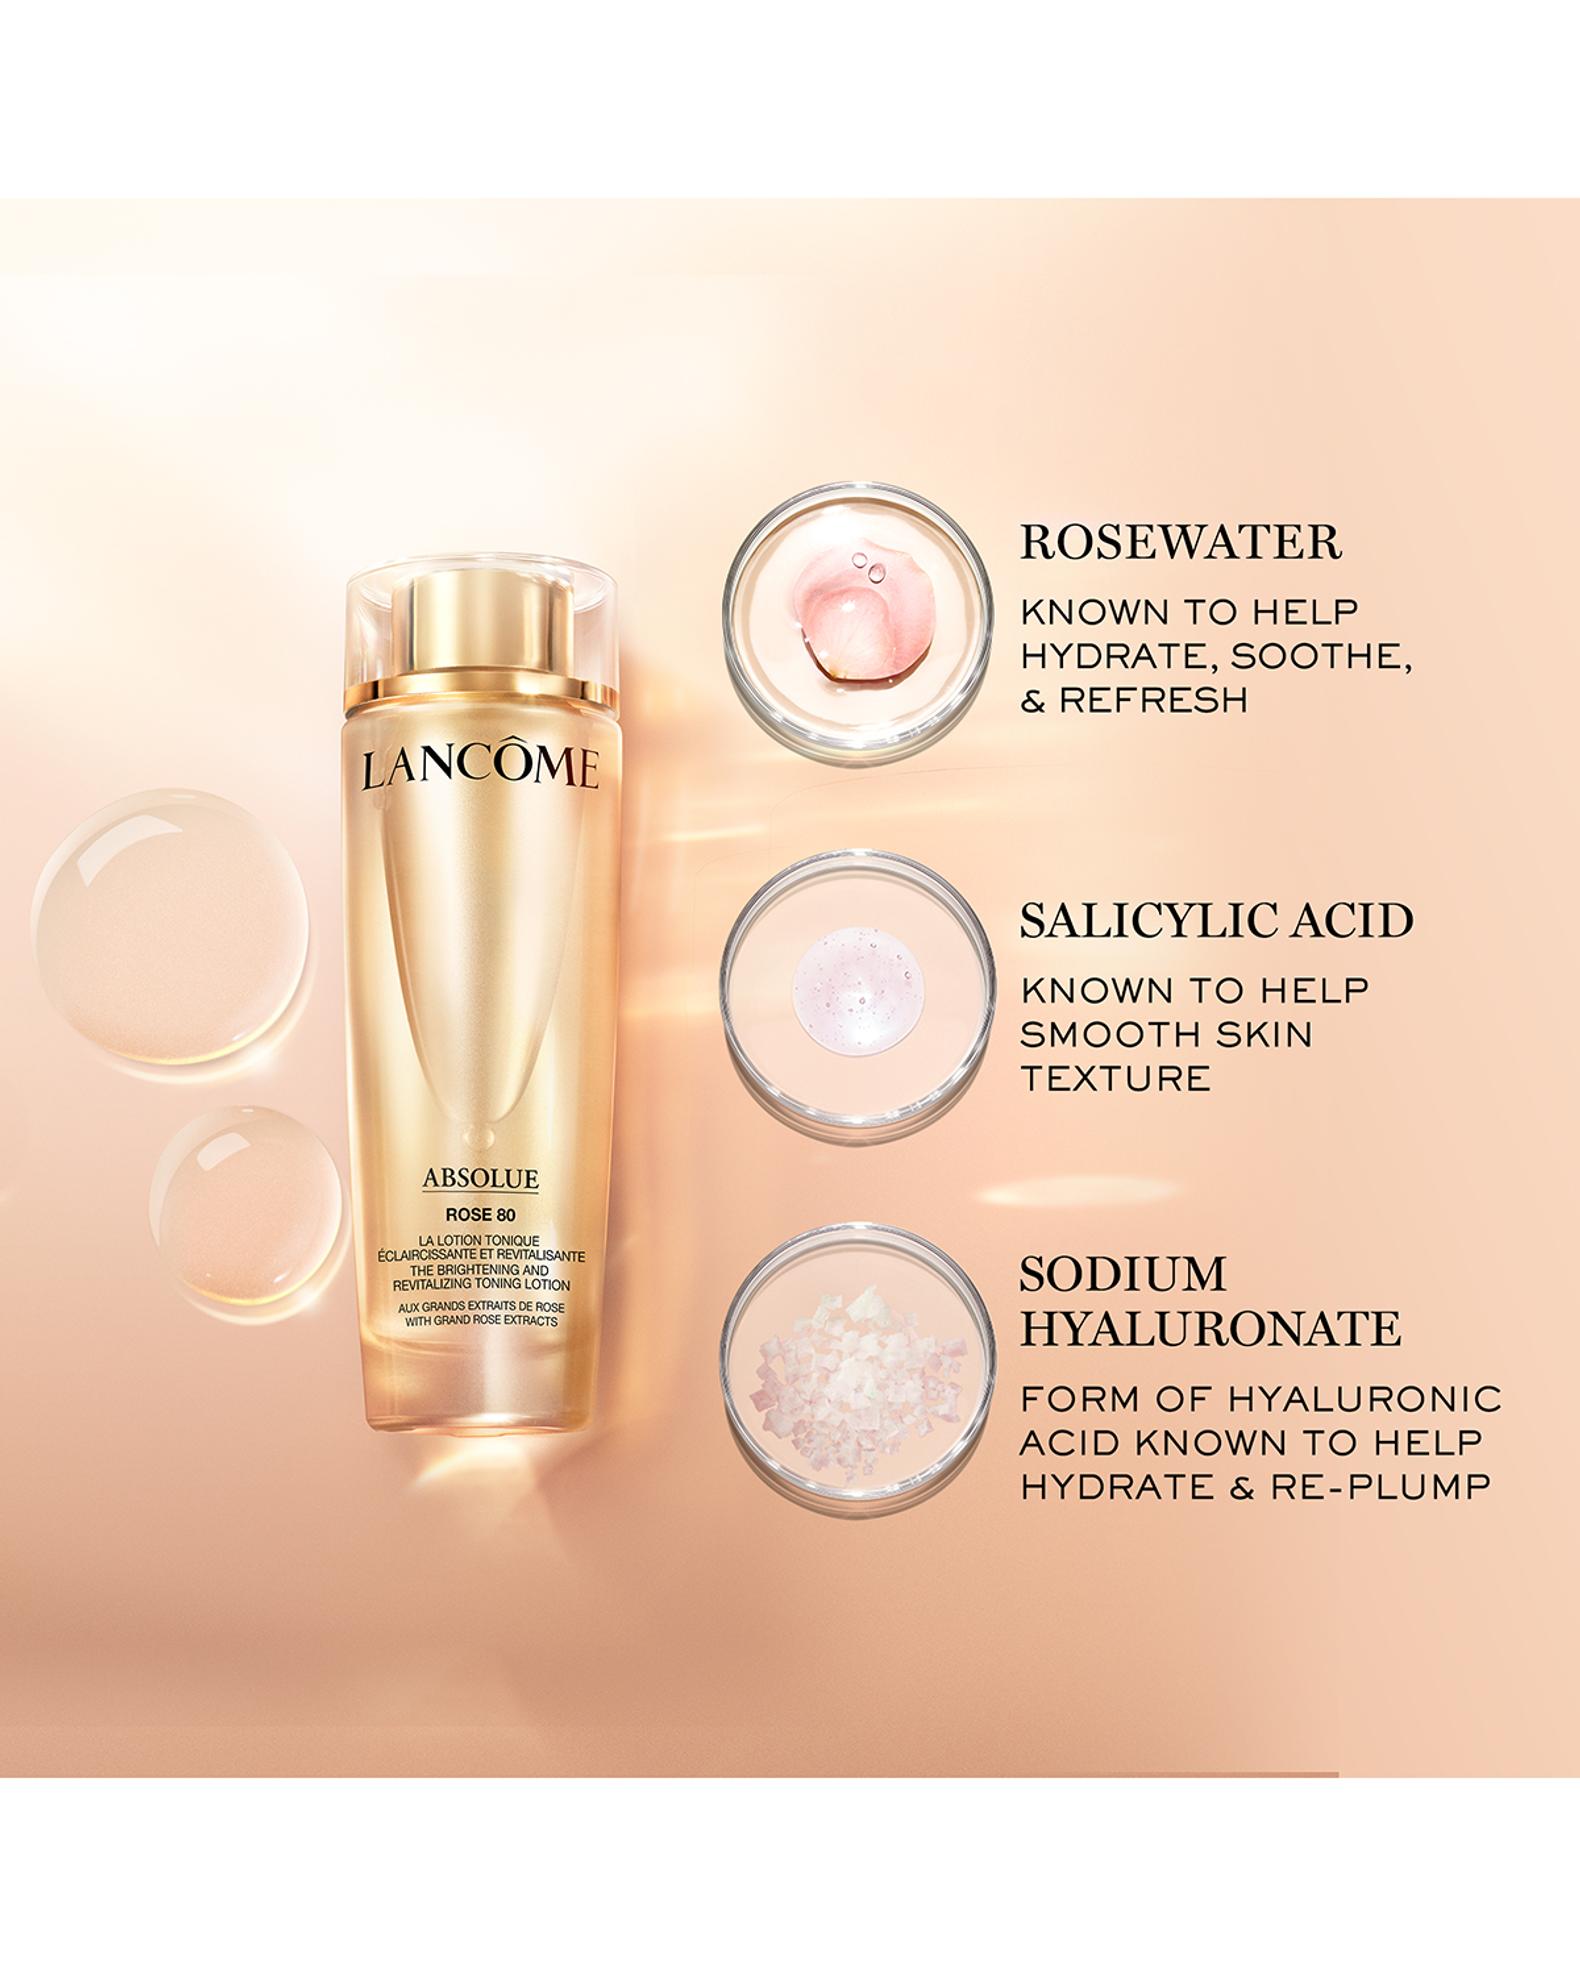 LANCÔME
ABSOLUE
ROSE 80
LA LOTION TONIQUE
ÉCLAIRCISSANTE ET REVITALISANTE
THE BRIGHTENING AND
REVITALIZING TONING LOTION
AUX GRANDS EXTRAITS DE ROSE
WITH GRAND ROSE EXTRACTS
ROSEWATER
KNOWN TO HELP
HYDRATE, SOOTHE,
& REFRESH
SALICYLIC ACID
KNOWN TO HELP
SMOOTH SKIN
TEXTURE
SODIUM
HYALURONATE
FORM OF HYALURONIC
ACID KNOWN TO HELP
HYDRATE & RE-PLUMP